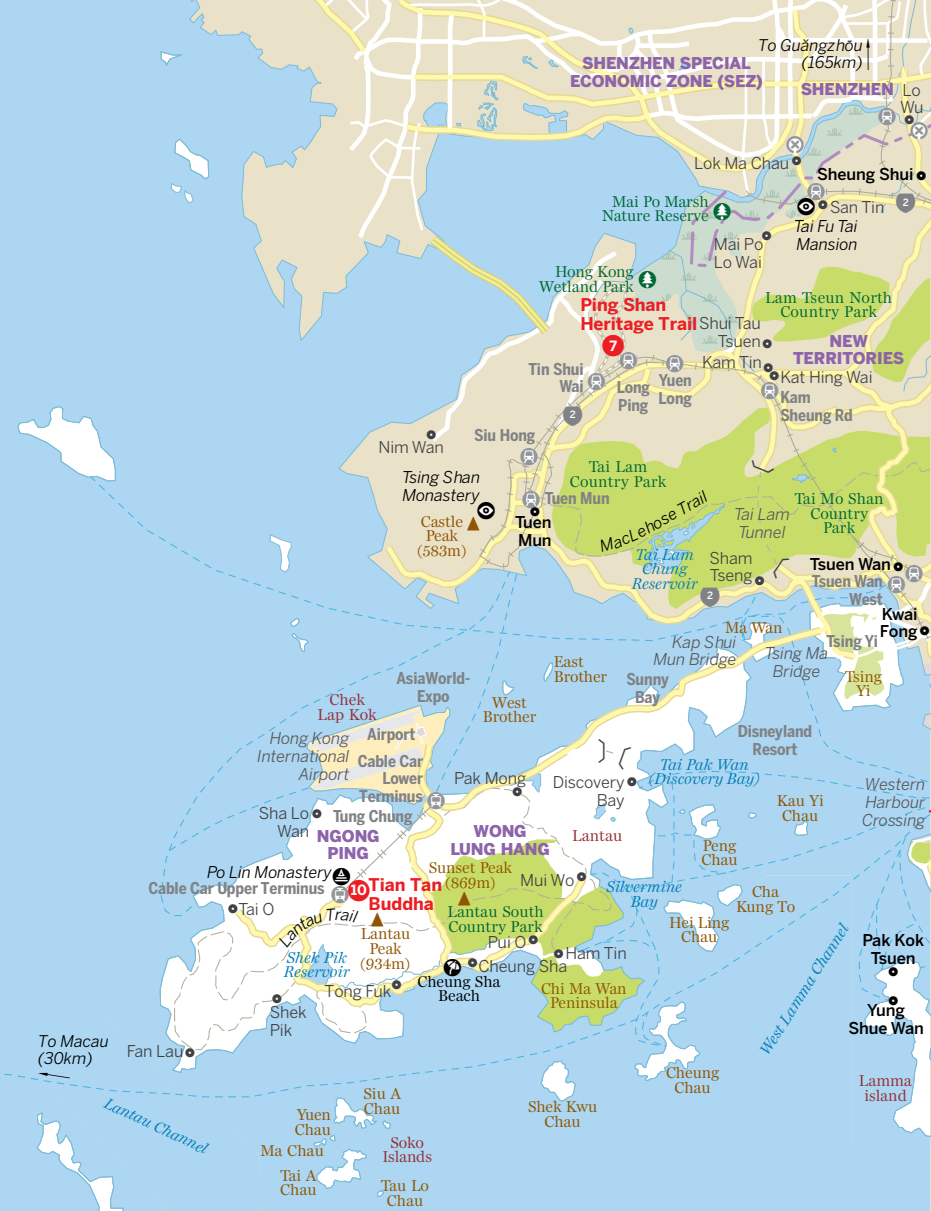 To Guǎngzhōu
(165km)
SHENZHEN SPECIAL
ECONOMIC ZONE (SEZ)
SHENZHEN
Lo
Wu
Lok Ma Chau
Sheung Shui
Mai Po Marsh
Nature Reserve
San Tin
2
Tai Fu Tai
Mansion
Mai Po
Lo Wai
Hong Kong
Wetland Park
Lam Tseun North
Country Park
Ping Shan
Heritage Trail
7
Shui Tau
Tsuen
NEW
TERRITORIES
Kam Tin
Kat Hing Wai
Tin Shui
Wai
Long
Ping
Yuen
Long
Kam
Sheung Rd
2
Siu Hong
Nim Wan
Tai Lam
Country Park
Tsing Shan
Monastery
Tuen Mun
Castle
Peak
(583m)
Tuen
Mun
MacLehose Trail
Tai Lam
Tunnel
Tai Mo Shan
Country
Park
Tai Lam
Chung
Reservoir
Sham
Tseng
Tsuen Wan
Tsuen Wan
West
2
Kwai
Fong
Ma Wan
Kap Shui
Mun Bridge
Tsing Ma
Bridge
Tsing Yi
Tsing
Yi
East
Brother
Sunny
Bay
West
Brother
AsiaWorld-
Expo
Chek
Lap Kok
Airport
Hong Kong
International
Airport
Cable Car
Lower
Terminus
Disneyland
Resort
Tai Pak Wan
(Discovery Bay)
Pak Mong
Discovery
Bay
Western
Harbour
Crossing
Kau Yi
Chau
Sha Lo
Wan
Tung Chung
NGONG
PING
WONG
LUNG HANG
Lantau
Peng
Chau
Po Lin Monastery
Cable Car Upper Terminus
10
Tian Tan
Buddha
Sunset Peak
(869m)
Mui Wo
Silvermine
Bay
Cha
Kung To
Tai O
Lantau Trail
Lantau
Peak
(934m)
Lantau South
Country Park
Hei Ling
Chau
Pui O
Ham Tin
Pak Kok
Tsuen
Shek Pik
Reservoir
Cheung Sha
Cheung Sha
Beach
Tong Fuk
Chi Ma Wan
Peninsula
West Lamma Channel
Yung
Shue Wan
Shek
Pik
Fan Lau
To Macau
(30km)
Cheung
Chau
Lamma
island
Siu A
Chau
Shek Kwu
Chau
Yuen
Chau
Lantau Channel
Ma Chau
Soko
Islands
Tai A
Chau
Tau Lo
Chau